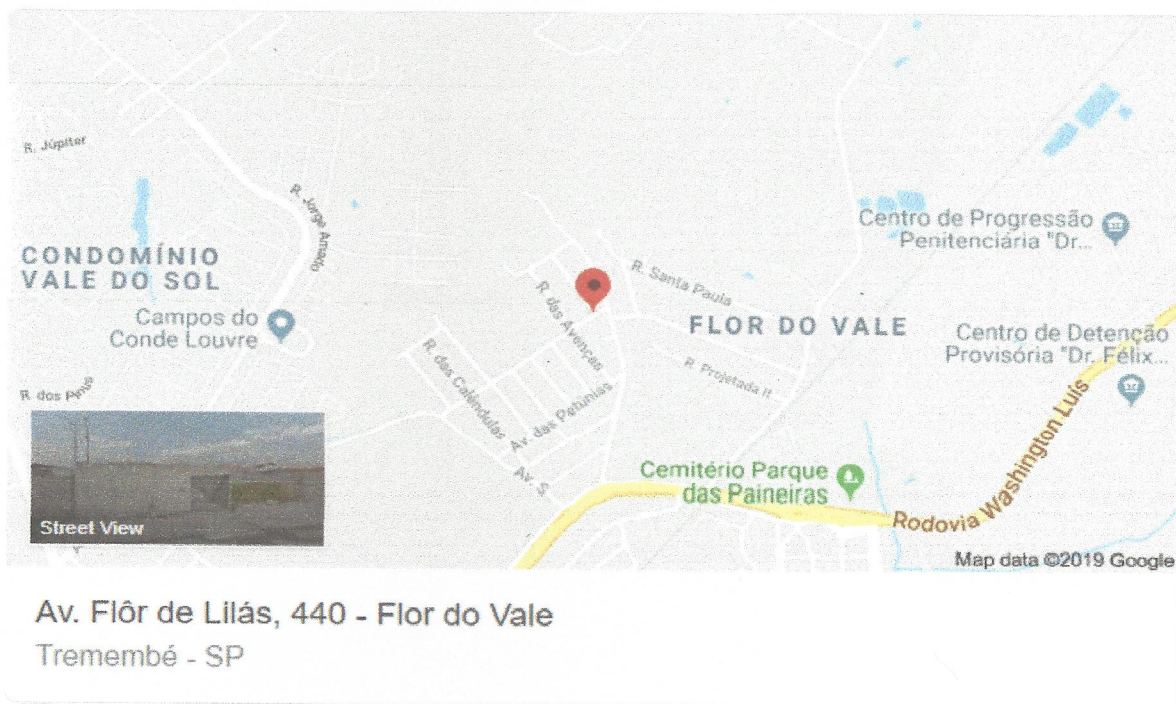 R. Júpiter
R. Jorge Amado
CONDOMÍNIO
VALE DO SOL
Campos do
Conde Louvre
R. dos Pinus
Street View
R. das Avenças
R. das Calêndulas
Av. das Petúnias
Av. S
R. Santa Paula
FLOR DO VALE
R. Projetada II
Centro de Progressão
Penitenciária "Dr...
Centro de Detenção
Provisória "Dr. Félix...
Cemitério Parque
das Paineiras
Rodovia Washington Luis
Map data ©2019 Google
Av. Flôr de Lilás, 440 - Flor do Vale
Tremembé - SP